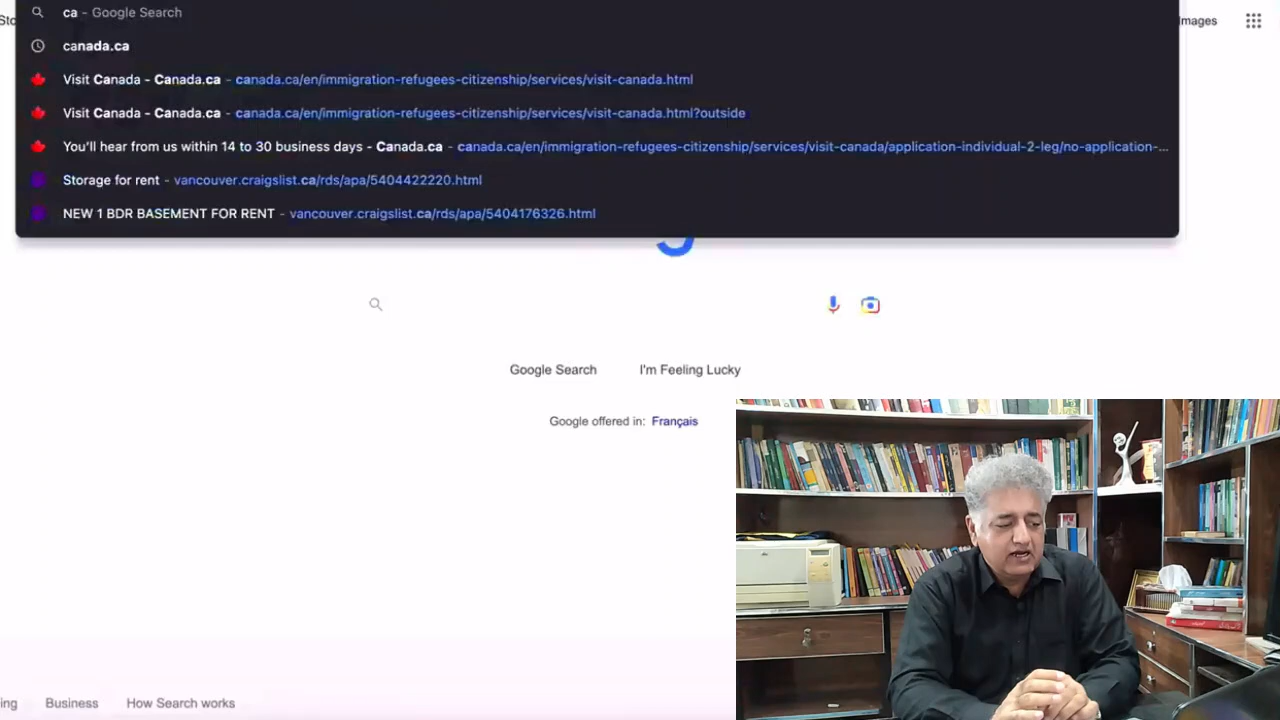 ca - Google Search
Images
canada.ca
Visit Canada - Canada.ca - canada.ca/en/immigration-refugees-citizenship/services/visit-canada.html
Visit Canada - Canada.ca - canada.ca/en/immigration-refugees-citizenship/services/visit-canada.html?outside
You'll hear from us within 14 to 30 business days - Canada.ca - canada.ca/en/immigration-refugees-citizenship/services/visit-canada/application-individual-2-leg/no-application-...
Storage for rent - vancouver.craigslist.ca/rds/apa/5404422220.html
NEW 1 BDR BASEMENT FOR RENT - vancouver.craigslist.ca/rds/apa/5404176326.html
Google Search I'm Feeling Lucky
Google offered in: Français
Business How Search works